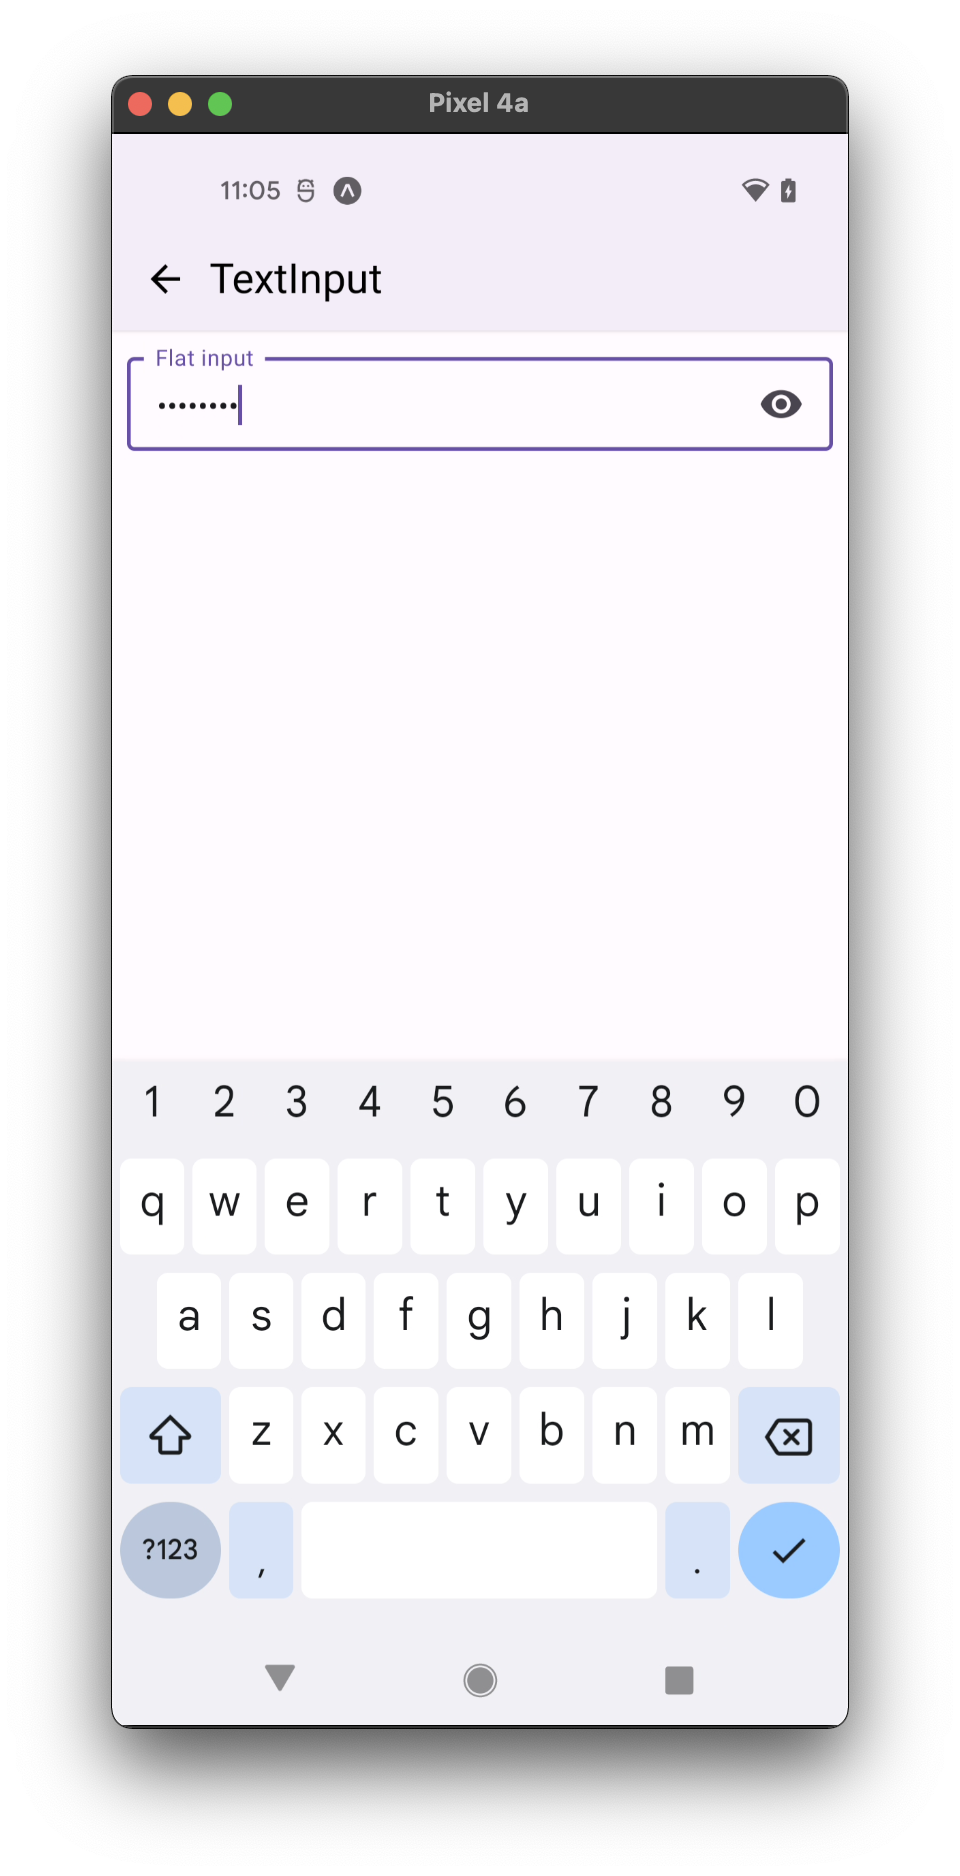 Pixel 4a
11:05
TextInput
Flat input
••••••••
1 2 3 4 5 6 7 8 9 0
q w e r t y u i o p
a s d f g h j k l
z x c v b n m
?123 , .